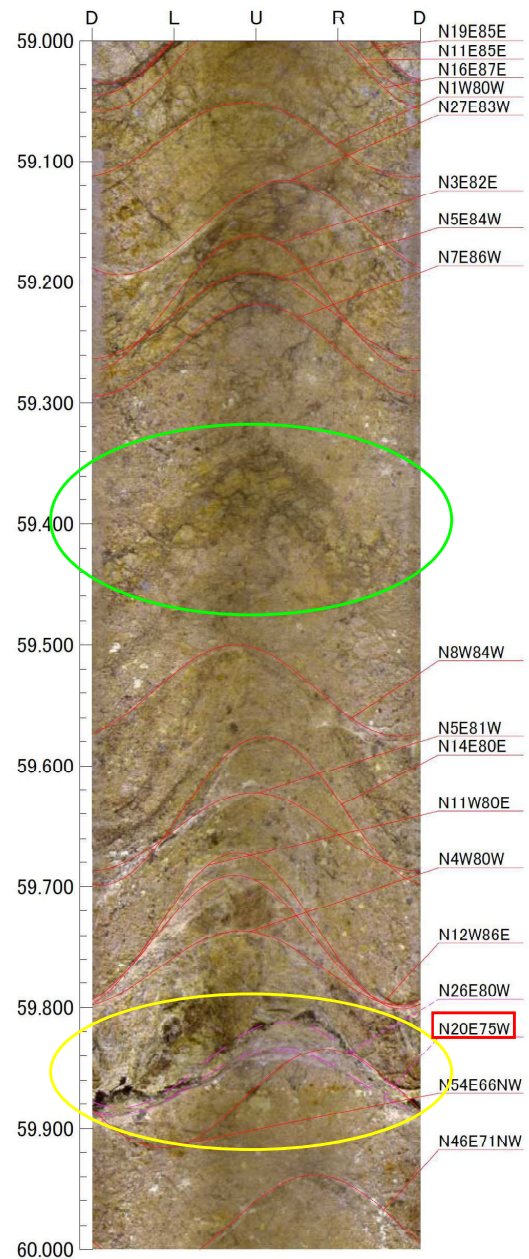 D L U R D
59.000
59.100
59.200
59.300
59.400
59.500
59.600
59.700
59.800
59.900
60.000
N19E85E
N11E85E
N16E87E
N1W80W
N27E83W
N3E82E
N5E84W
N7E86W
N8W84W
N5E81W
N14E80E
N11W80E
N4W80W
N12W86E
N26E80W
N20E75W
N54E66NW
N46E71NW